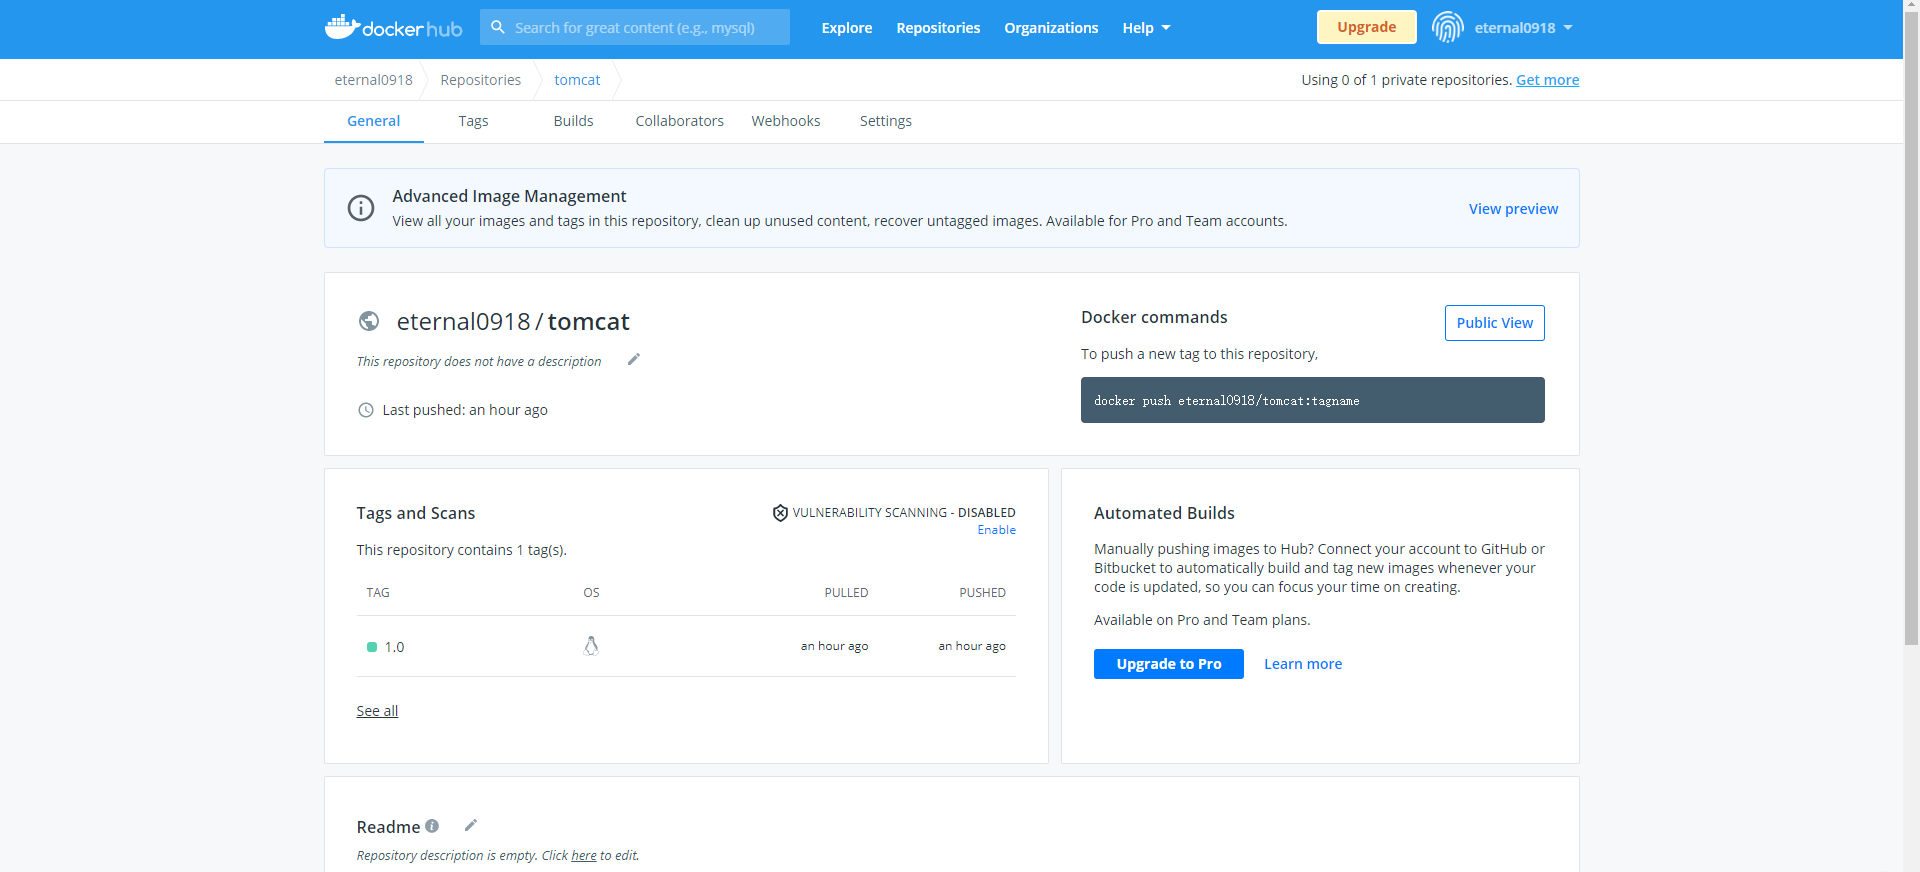 docker hub
Search for great content (e.g., mysql)
Explore
Repositories
Organizations
Help
Upgrade
eternal0918
eternal0918
Repositories
tomcat
Using 0 of 1 private repositories. Get more
General
Tags
Builds
Collaborators
Webhooks
Settings
Advanced Image Management
View all your images and tags in this repository, clean up unused content, recover untagged images. Available for Pro and Team accounts.
View preview
eternal0918 / tomcat
This repository does not have a description
Last pushed: an hour ago
Docker commands
Public View
To push a new tag to this repository,
docker push eternal0918/tomcat:tagname
Tags and Scans
VULNERABILITY SCANNING - DISABLED
Enable
This repository contains 1 tag(s).
TAG
OS
PULLED
PUSHED
1.0
an hour ago
an hour ago
See all
Automated Builds
Manually pushing images to Hub? Connect your account to GitHub or
Bitbucket to automatically build and tag new images whenever your
code is updated, so you can focus your time on creating.
Available on Pro and Team plans.
Upgrade to Pro
Learn more
Readme
Repository description is empty. Click here to edit.